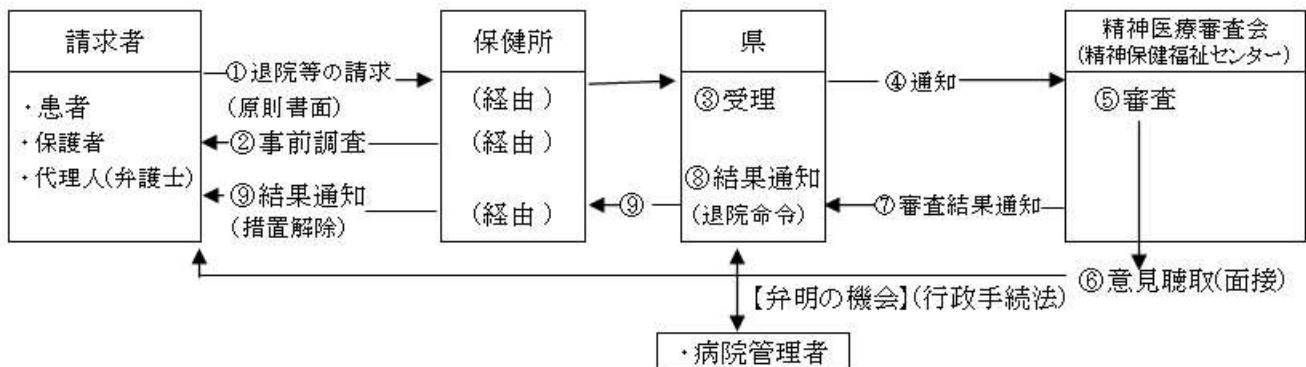 請求者
・患者
・保護者
・代理人(弁護士)
①退院等の請求
(原則書面)
②事前調査
⑨結果通知
(措置解除)
保健所
(経由)
(経由)
(経由)
⑨
県
③受理
⑧結果通知
(退院命令)
④通知
⑦審査結果通知
精神医療審査会
(精神保健福祉センター)
⑤審査
⑥意見聴取(面接)
【弁明の機会】(行政手続法)
・病院管理者